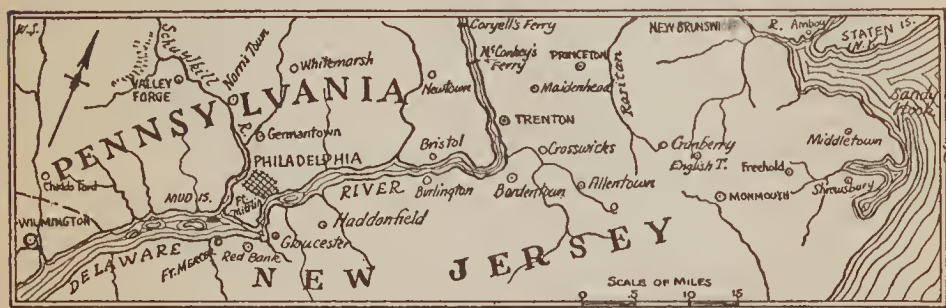 W.S.
Schuylkill
R.
Norris Town
VALLEY
FORGE
Whitemarsh
Coryell's Ferry
McConkey's
Ferry
PRINCETON
Maidenhead
Raritan
NEW BRUNSWICK
R.
Amboy
STATEN IS.
N.Y.
Sandy
Hook
PENNSYLVANIA
Newtown
TRENTON
Germantown
PHILADELPHIA
Bristol
Crosswicks
Cranberry
English T.
Freehold
Middletown
Chadds Ford
MUD IS.
Ft. Mifflin
RIVER
Burlington
Bordentown
Allentown
MONMOUTH
Shrewsbury
WILMINGTON
Haddonfield
DELAWARE
Ft. MERCER
Red Bank
Gloucester
NEW JERSEY
SCALE OF MILES
0 5 10 15